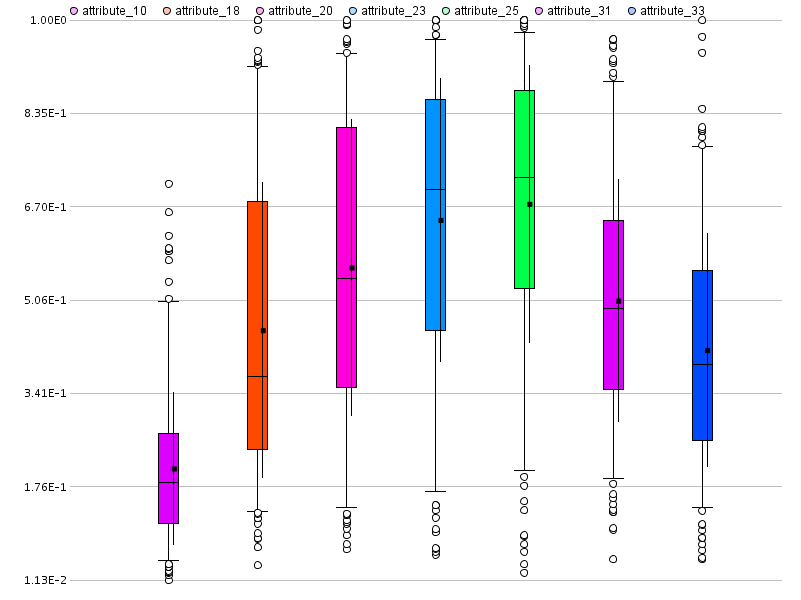 attribute_10 attribute_18 attribute_20 attribute_23 attribute_25 attribute_31 attribute_33
1.00E0
8.35E-1
6.70E-1
5.06E-1
3.41E-1
1.76E-1
1.13E-2